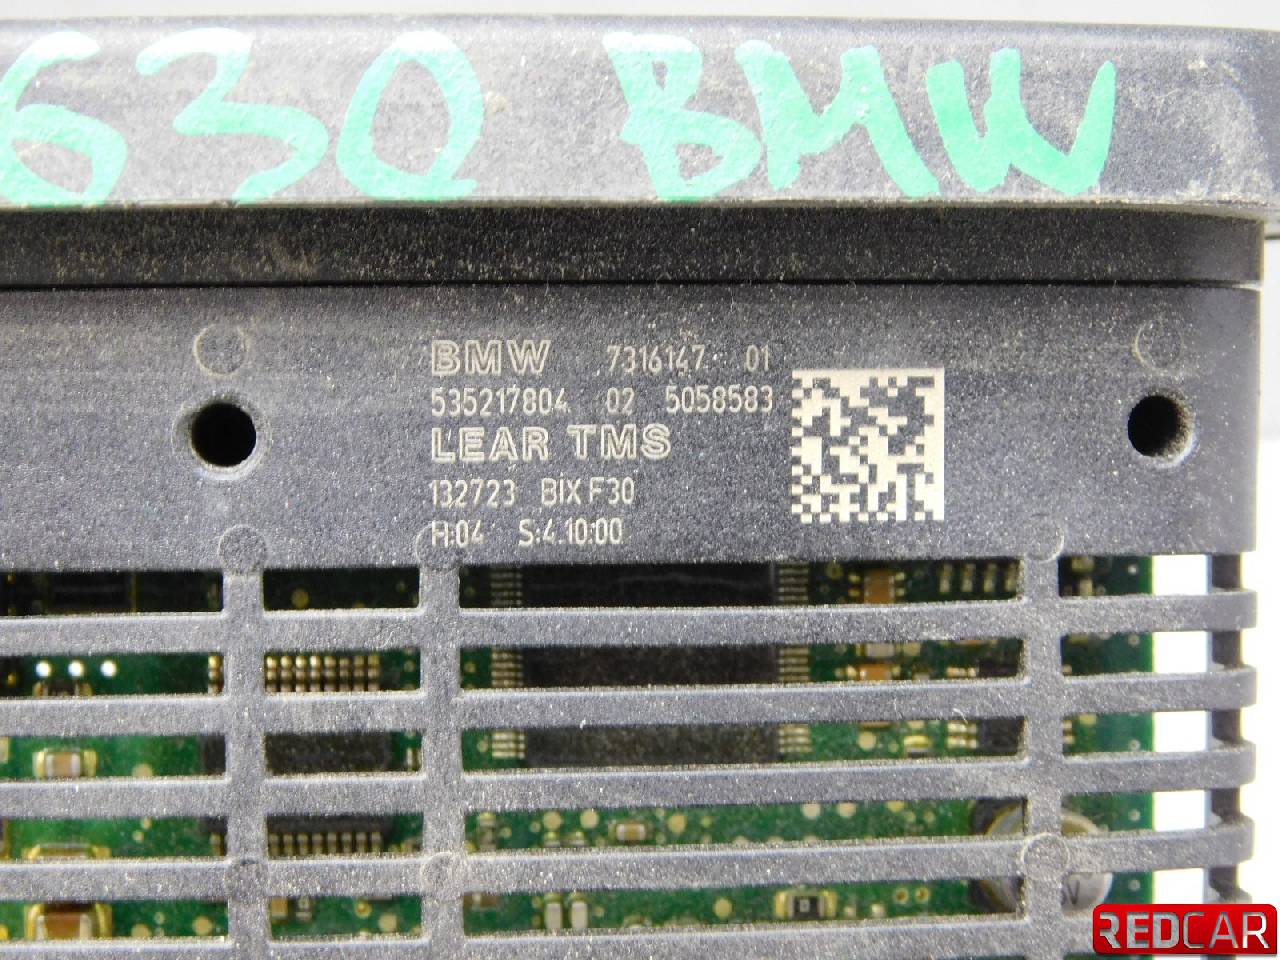 630 BMW
BMW 7316147 01
535217804 02 5058583
LEAR TMS
132723 BIX F30
H:04 S:4.10:00
REDCAR